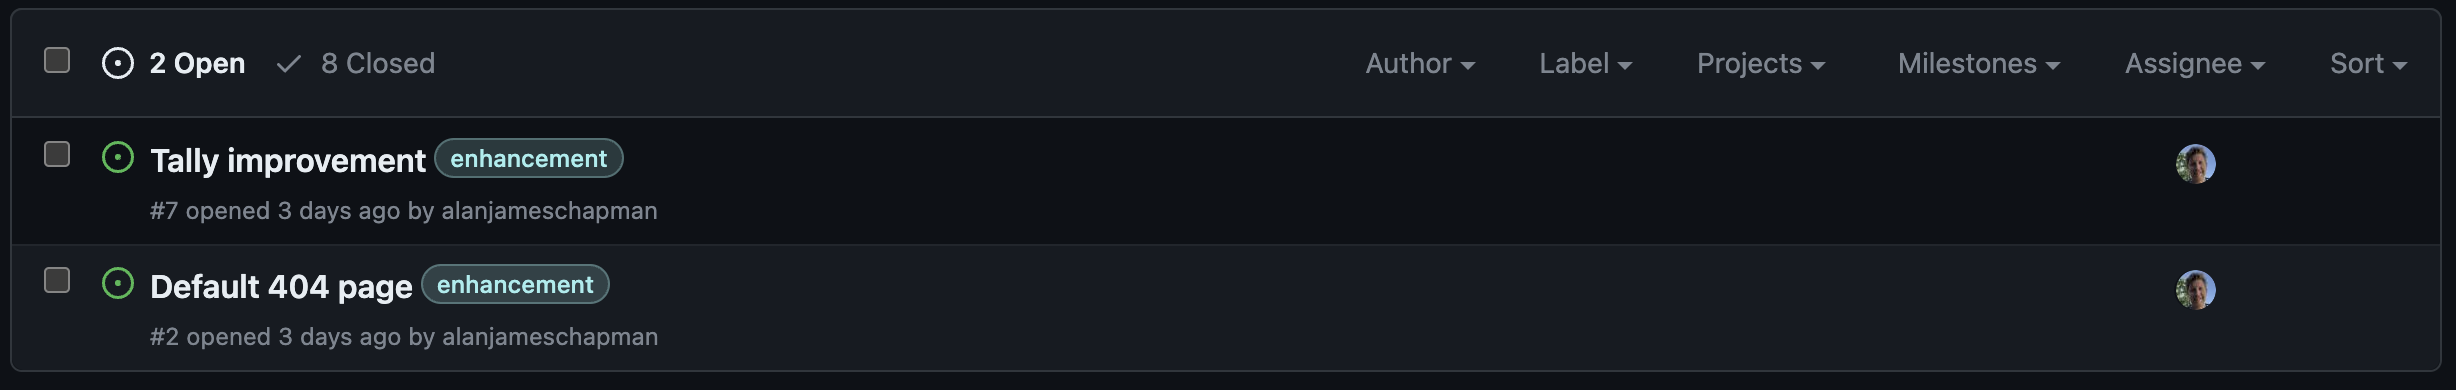 2 Open 8 Closed Author Label Projects Milestones Assignee Sort
Tally improvement enhancement
#7 opened 3 days ago by alanjameschapman
Default 404 page enhancement
#2 opened 3 days ago by alanjameschapman